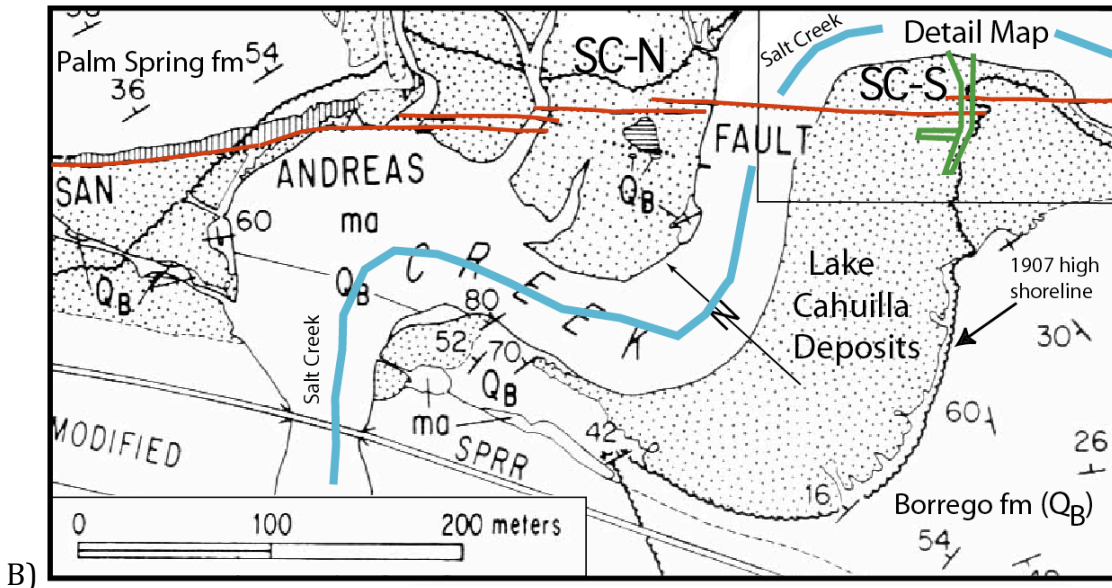 B)
Palm Spring fm
54
36
SC-N
Salt Creek
Detail Map
SC-S
SAN
ANDREAS
FAULT
ma
60
QB
QB
QB
CREEK
N
Lake
Cahuilla
Deposits
1907 high
shoreline
30
Salt Creek
80
52
70
QB
ma
60
42
26
MODIFIED
SPRR
16
Borrego fm (QB)
54
0 100 200 meters